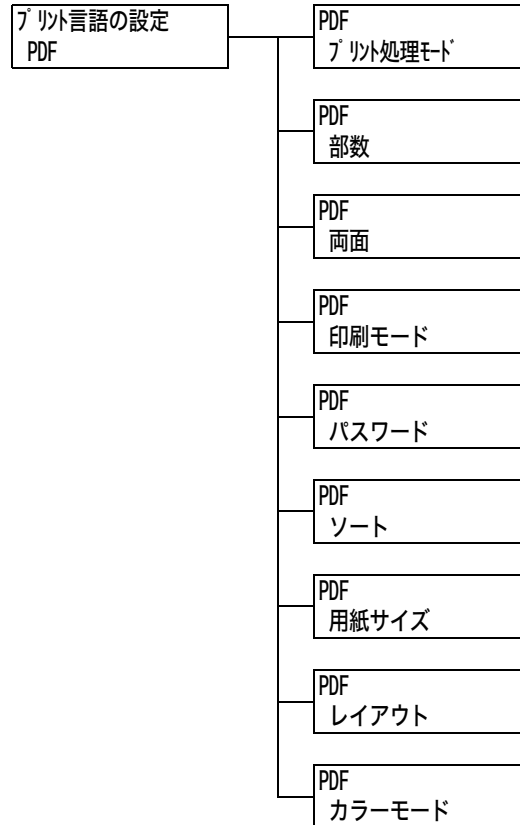 ﾌﾟﾘﾝﾄ言語の設定
PDF
PDF
ﾌﾟﾘﾝﾄ処理ﾓｰﾄﾞ
PDF
部数
PDF
両面
PDF
印刷モード
PDF
パスワード
PDF
ソート
PDF
用紙サイズ
PDF
レイアウト
PDF
カラーモード